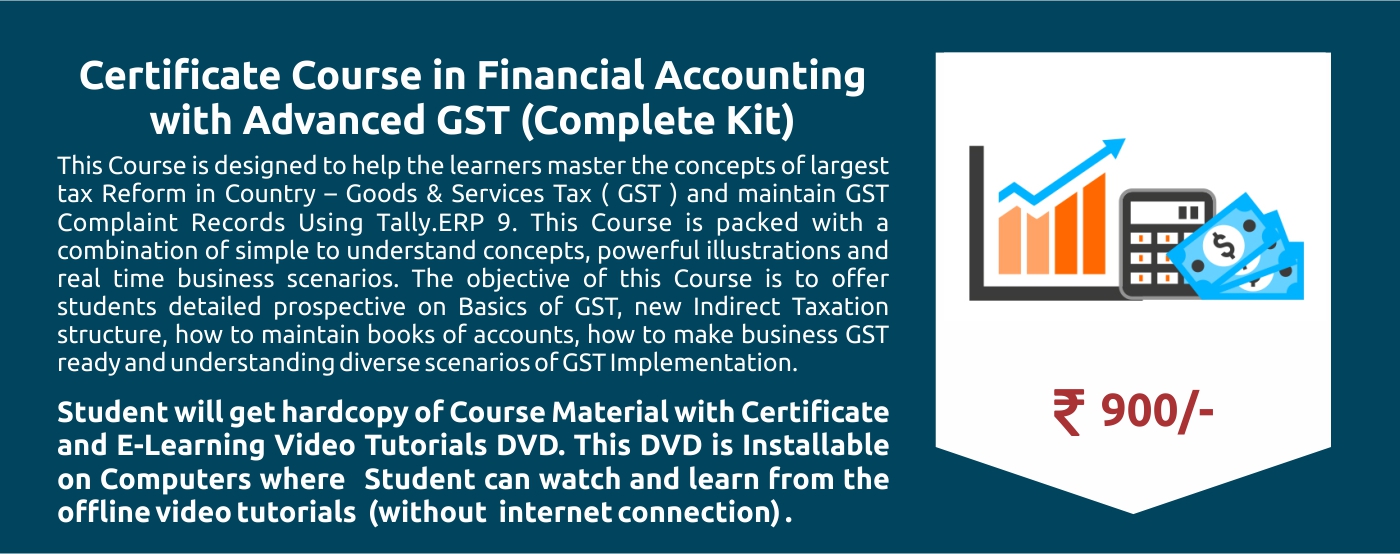 Certificate Course in Financial Accounting
with Advanced GST (Complete Kit)
This Course is designed to help the learners master the concepts of largest
tax Reform in Country – Goods & Services Tax ( GST ) and maintain GST
Complaint Records Using Tally.ERP 9. This Course is packed with a
combination of simple to understand concepts, powerful illustrations and
real time business scenarios. The objective of this Course is to offer
students detailed prospective on Basics of GST, new Indirect Taxation
structure, how to maintain books of accounts, how to make business GST
ready and understanding diverse scenarios of GST Implementation.
Student will get hardcopy of Course Material with Certificate
and E-Learning Video Tutorials DVD. This DVD is Installable
on Computers where Student can watch and learn from the
offline video tutorials (without internet connection).
$
$
₹ 900/-